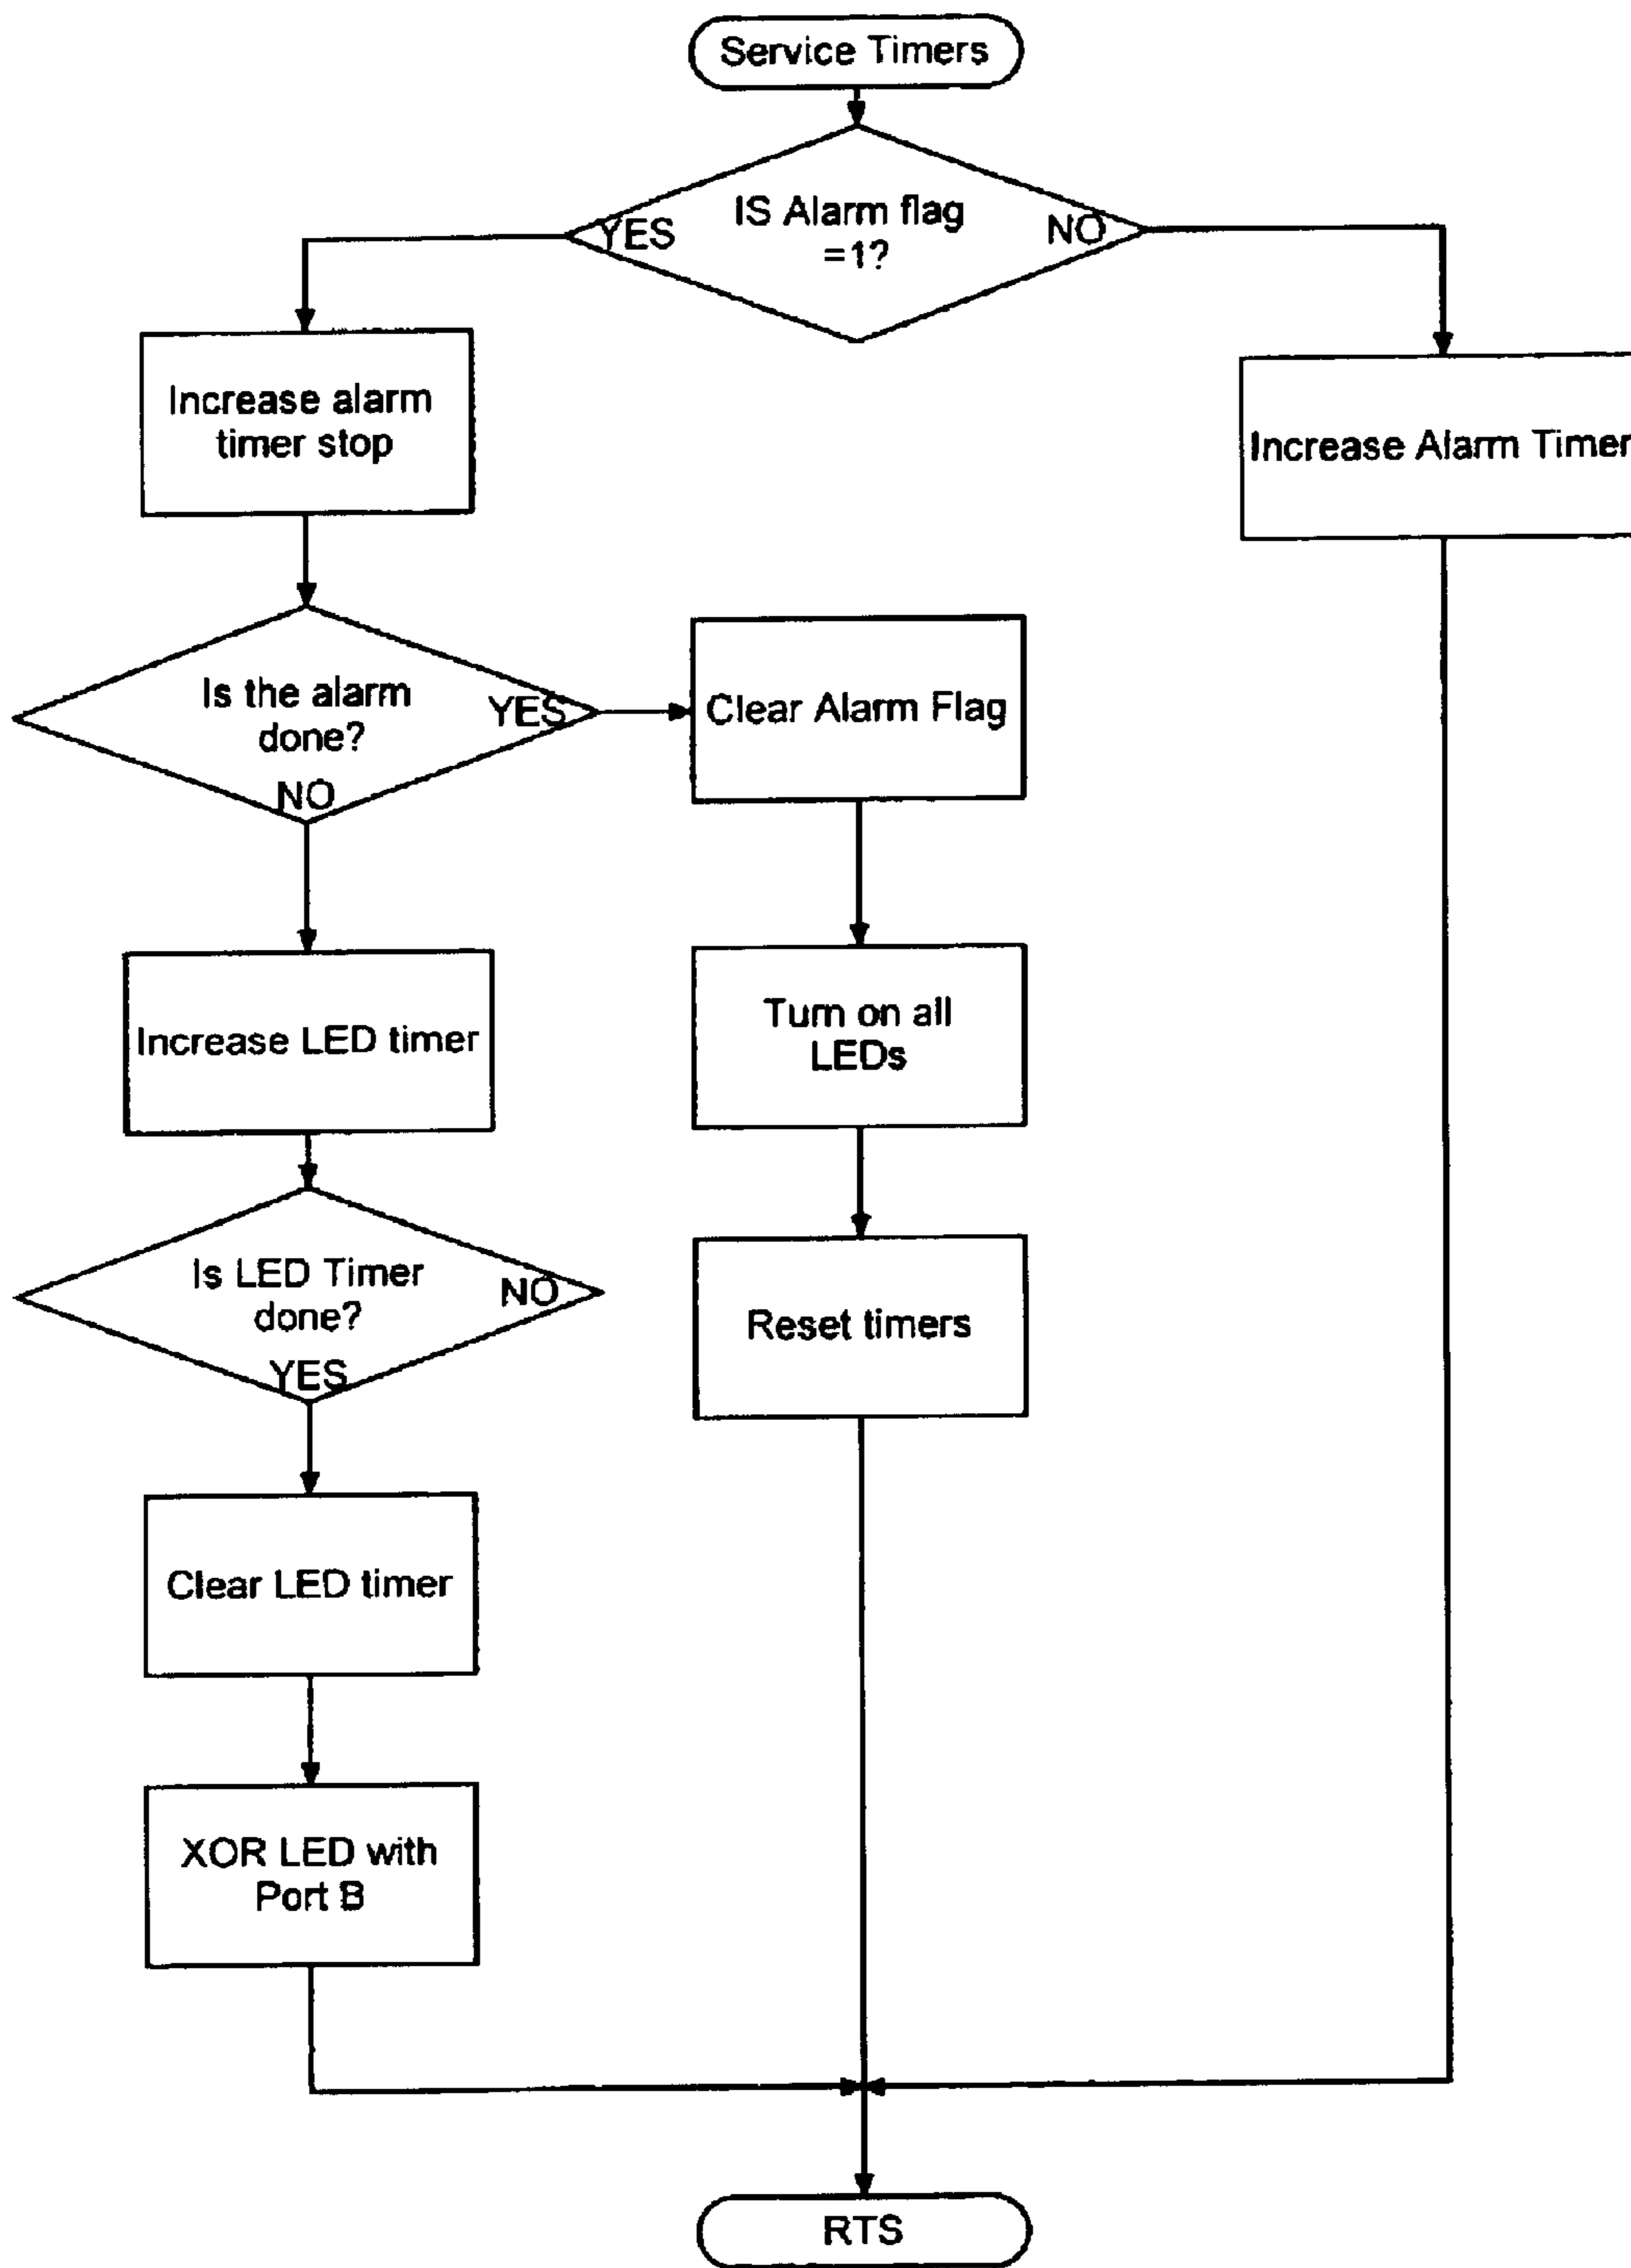 Service Timers
IS Alarm flag
=1?
YES
NO
Increase alarm
timer stop
Increase Alarm Timer
Is the alarm
done?
YES
NO
Clear Alarm Flag
Increase LED timer
Turn on all
LEDs
Is LED Timer
done?
NO
YES
Reset timers
Clear LED timer
XOR LED with
Port B
RTS